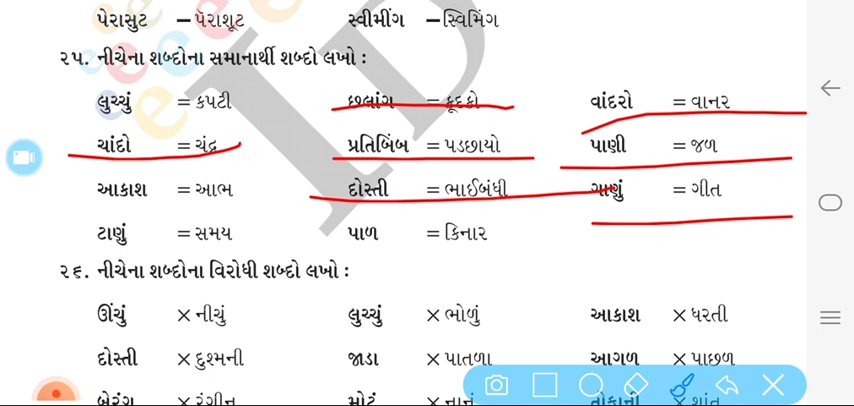 પેરાસુટ – પૅરાશૂટ સ્વીમીંગ – સ્વિમિંગ
૨૫. નીચેના શબ્દોના સમાનાર્થી શબ્દો લખો :
લુચ્ચું = કપટી છલાંગ = કૂદકો વાંદરો = વાનર
ચાંદો = ચંદ્ર પ્રતિબિંબ = પડછાયો પાણી = જળ
આકાશ = આભ દોસ્તી = ભાઈબંધી ગાણું = ગીત
ટાણું = સમય પાળ = કિનાર
૨૬. નીચેના શબ્દોના વિરોધી શબ્દો લખો :
ઊંચું × નીચું લુચ્ચું × ભોળું આકાશ × ધરતી
દોસ્તી × દુશ્મની જાડા × પાતળા આગળ × પાછળ
બેરંગ × રંગીન મોટું × નાનું